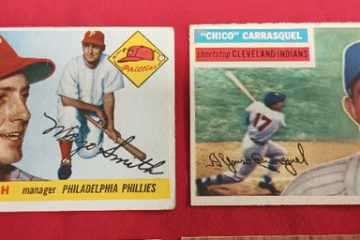 Phillies
Mayo Smith
H manager PHILADELPHIA PHILLIES
"CHICO" CARRASQUEL
shortstop CLEVELAND INDIANS
17